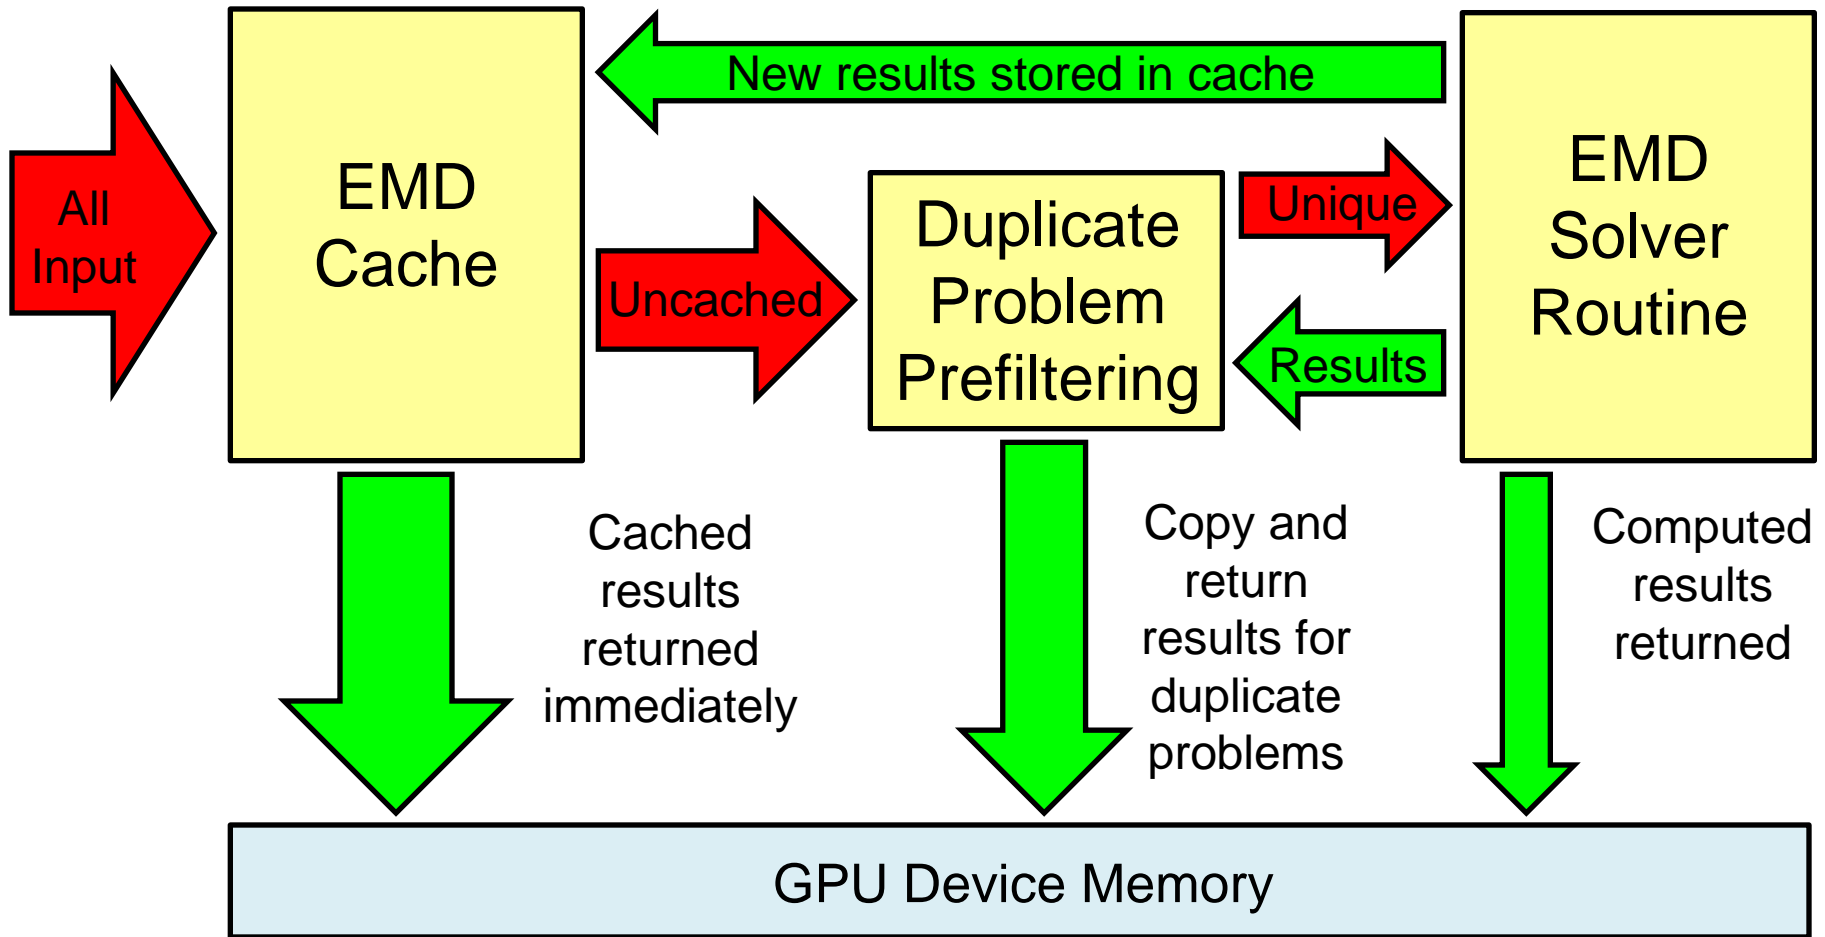 All
Input
EMD
Cache
New results stored in cache
Uncached
Duplicate
Problem
Prefiltering
Unique
Results
EMD
Solver
Routine
Cached
results
returned
immediately
Copy and
return
results for
duplicate
problems
Computed
results
returned
GPU Device Memory